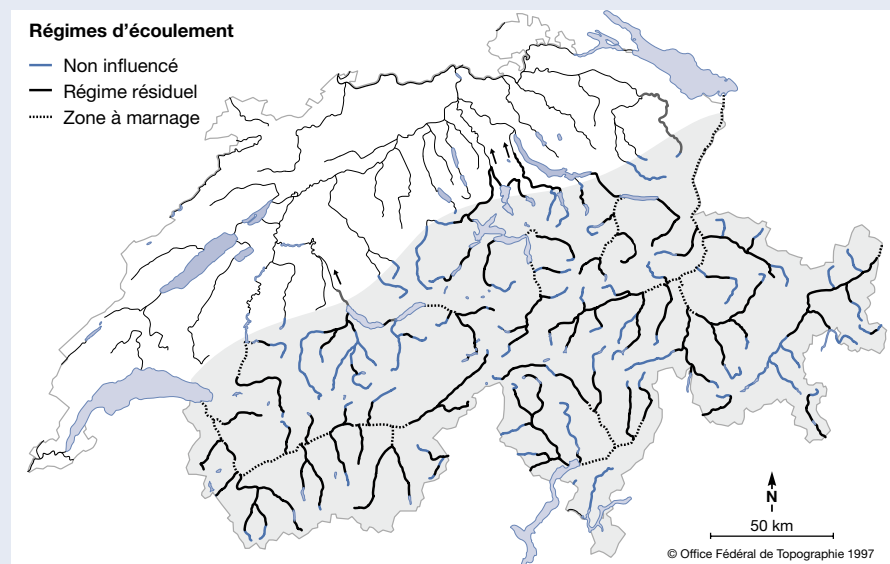 Régimes d'écoulement
Non influencé
Régime résiduel
Zone à marnage
N
50 km
© Office Fédéral de Topographie 1997